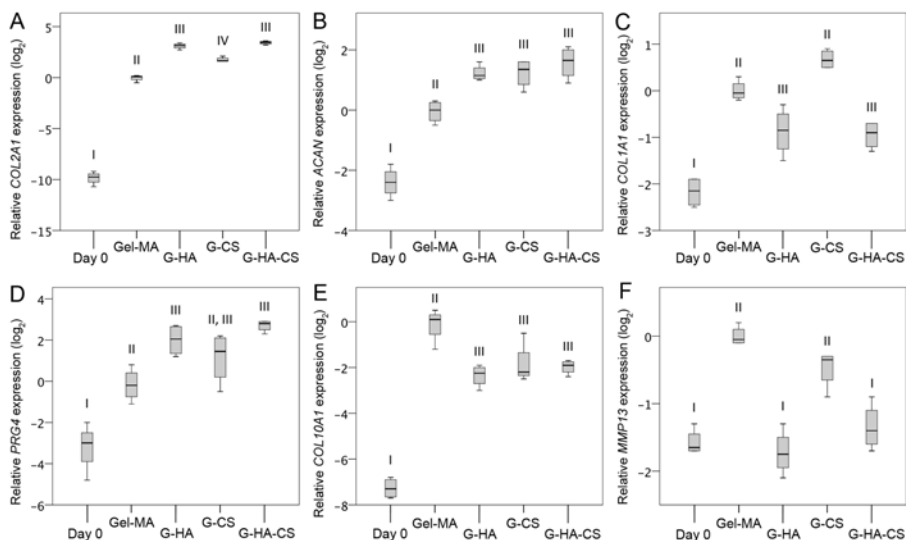 A
Relative COL2A1 expression (log2)
5
0
−5
−10
−15
I
II
III
IV
III
Day 0
Gel-MA
G-HA
G-CS
G-HA-CS
B
Relative ACAN expression (log2)
2
0
−2
−4
I
II
III
III
III
Day 0
Gel-MA
G-HA
G-CS
G-HA-CS
C
Relative COL1A1 expression (log2)
1
0
−1
−2
−3
I
II
III
II
III
Day 0
Gel-MA
G-HA
G-CS
G-HA-CS
D
Relative PRG4 expression (log2)
4
2
0
−2
−4
−6
I
II
III
II, III
III
Day 0
Gel-MA
G-HA
G-CS
G-HA-CS
E
Relative COL10A1 expression (log2)
0
−2
−4
−6
−8
I
II
III
III
III
Day 0
Gel-MA
G-HA
G-CS
G-HA-CS
F
Relative MMP13 expression (log2)
0
−1
−2
I
II
I
II
I
Day 0
Gel-MA
G-HA
G-CS
G-HA-CS